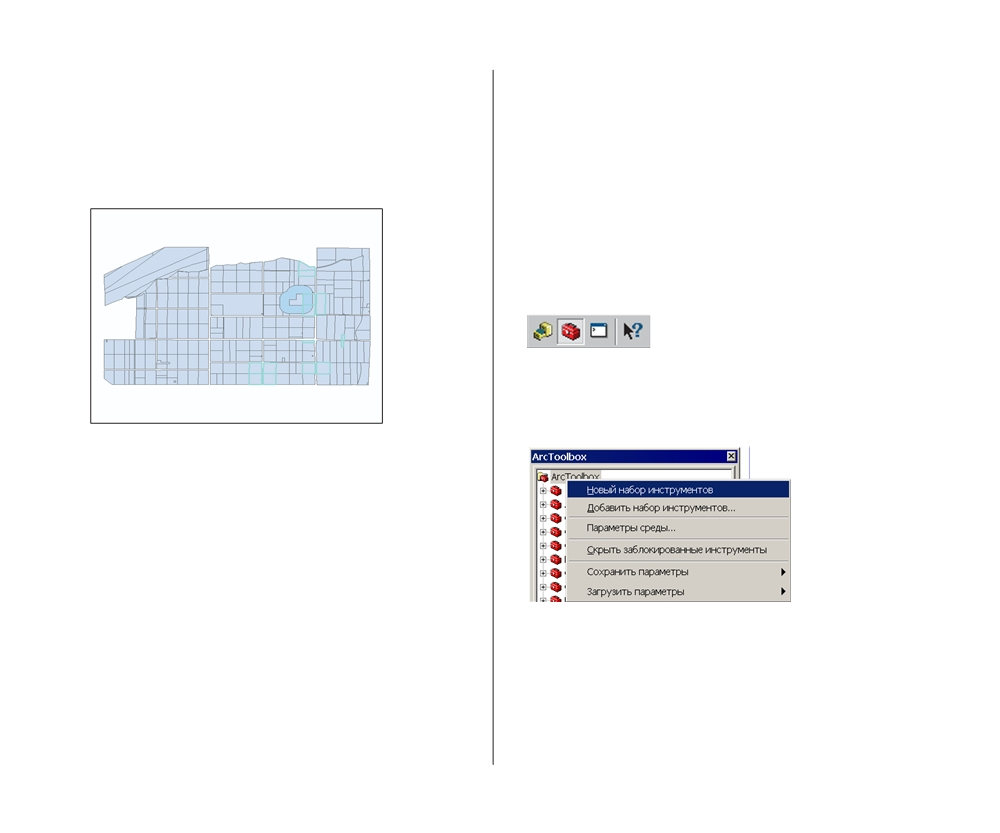 ArcToolbox
ArcToolbox
Новый набор инструментов
Добавить набор инструментов...
Параметры среды...
Скрыть заблокированные инструменты
Сохранить параметры
Загрузить параметры